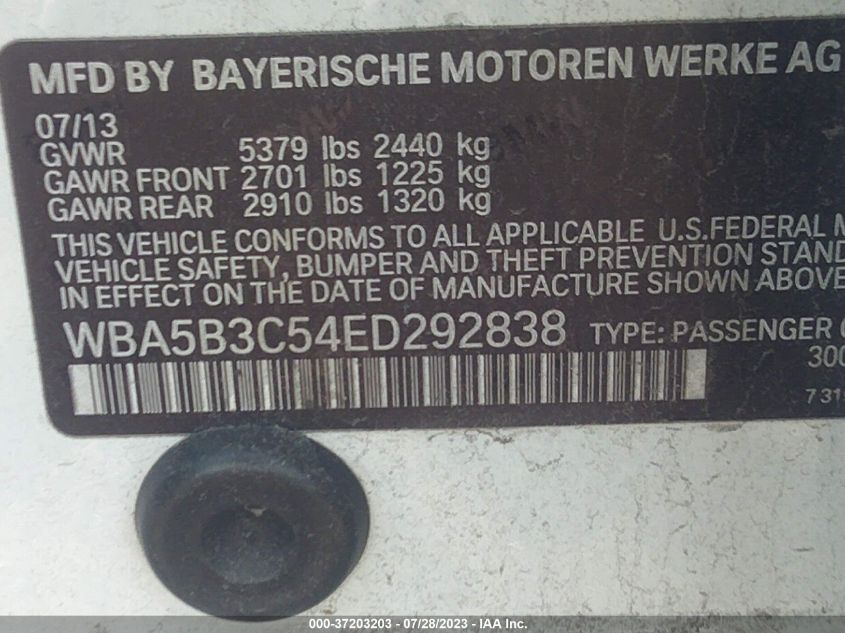 MFD BY BAYERISCHE MOTOREN WERKE AG
07/13
GVWR 5379 lbs 2440 kg
GAWR FRONT 2701 lbs 1225 kg
GAWR REAR 2910 lbs 1320 kg
THIS VEHICLE CONFORMS TO ALL APPLICABLE U.S.FEDERAL M
VEHICLE SAFETY, BUMPER AND THEFT PREVENTION STAND
IN EFFECT ON THE DATE OF MANUFACTURE SHOWN ABOVE
WBA5B3C54ED292838 TYPE: PASSENGER
300
7 31
000-37203203 - 07/28/2023 - IAA Inc.